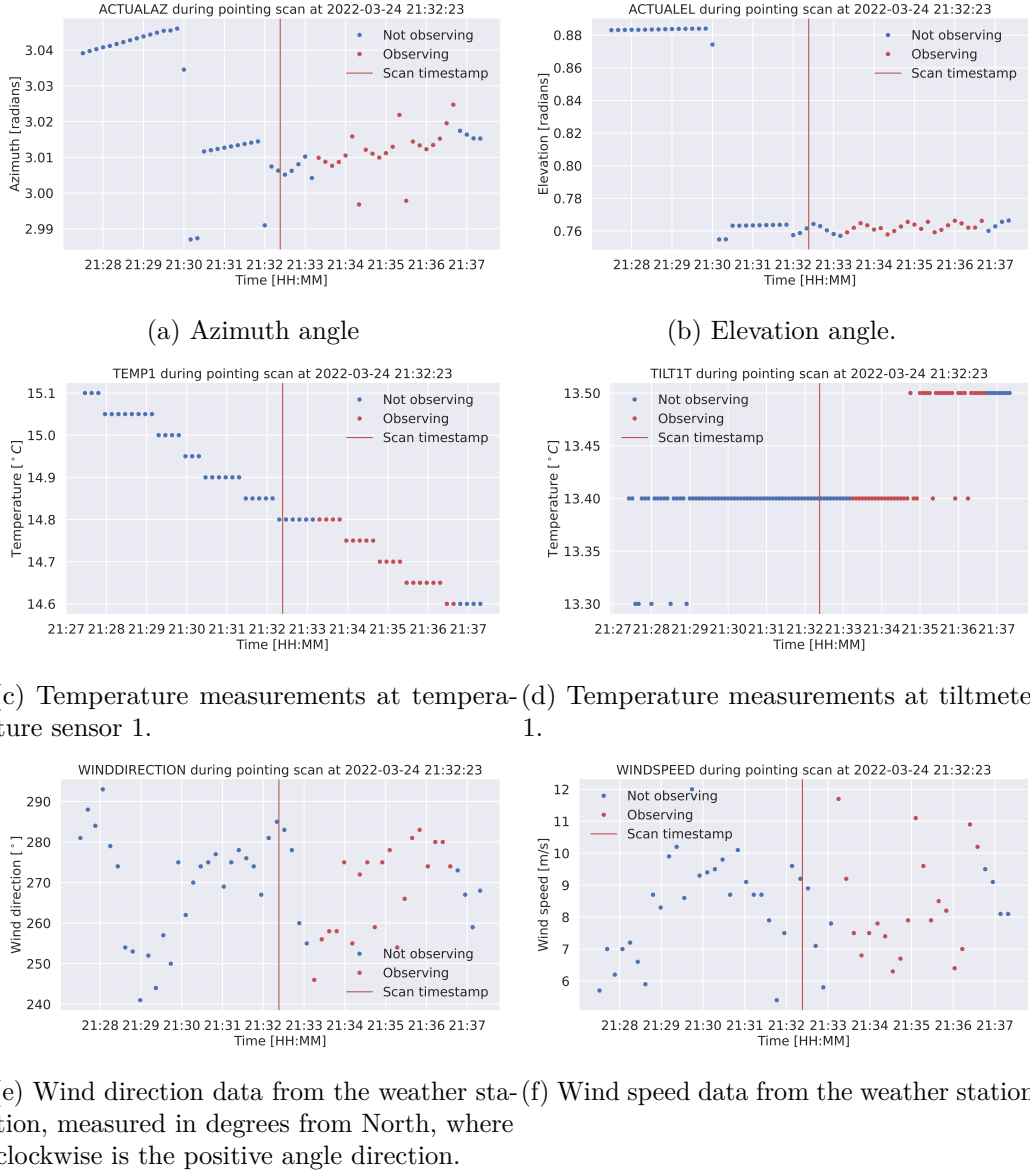 ACTUALAZ during pointing scan at 2022-03-24 21:32:23
Azimuth [radians]
3.04
3.03
3.02
3.01
3.00
2.99
Not observing
Observing
Scan timestamp
21:28 21:29 21:30 21:31 21:32 21:33 21:34 21:35 21:36 21:37
Time [HH:MM]
(a) Azimuth angle
ACTUALEL during pointing scan at 2022-03-24 21:32:23
Elevation [radians]
0.88
0.86
0.84
0.82
0.80
0.78
0.76
Not observing
Observing
Scan timestamp
21:28 21:29 21:30 21:31 21:32 21:33 21:34 21:35 21:36 21:37
Time [HH:MM]
(b) Elevation angle.
TEMP1 during pointing scan at 2022-03-24 21:32:23
Temperature [°C]
15.1
15.0
14.9
14.8
14.7
14.6
Not observing
Observing
Scan timestamp
21:27 21:28 21:29 21:30 21:31 21:32 21:33 21:34 21:35 21:36 21:37
Time [HH:MM]
(c) Temperature measurements at tempera-
ture sensor 1.
TILT1T during pointing scan at 2022-03-24 21:32:23
Temperature [°C]
13.50
13.45
13.40
13.35
13.30
Not observing
Observing
Scan timestamp
21:27 21:28 21:29 21:30 21:31 21:32 21:33 21:34 21:35 21:36 21:37
Time [HH:MM]
(d) Temperature measurements at tiltmete
1.
WINDDIRECTION during pointing scan at 2022-03-24 21:32:23
Wind direction [°]
290
280
270
260
250
240
Not observing
Observing
Scan timestamp
21:28 21:29 21:30 21:31 21:32 21:33 21:34 21:35 21:36 21:37
Time [HH:MM]
(e) Wind direction data from the weather sta-
tion, measured in degrees from North, where
clockwise is the positive angle direction.
WINDSPEED during pointing scan at 2022-03-24 21:32:23
Wind speed [m/s]
12
11
10
9
8
7
6
Not observing
Observing
Scan timestamp
21:28 21:29 21:30 21:31 21:32 21:33 21:34 21:35 21:36 21:37
Time [HH:MM]
(f) Wind speed data from the weather station